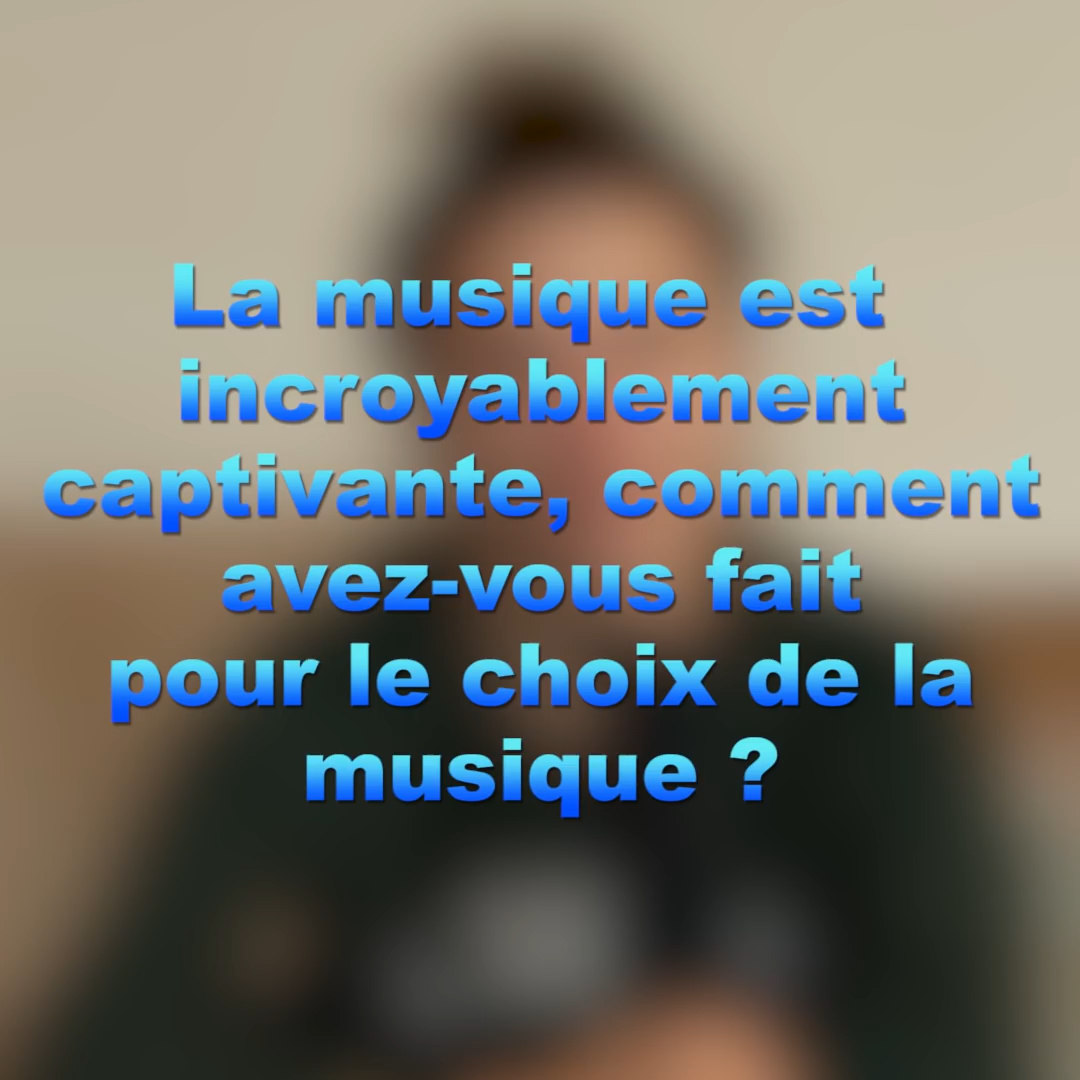 La musique est
incroyablement
captivante, comment
avez-vous fait
pour le choix de la
musique ?